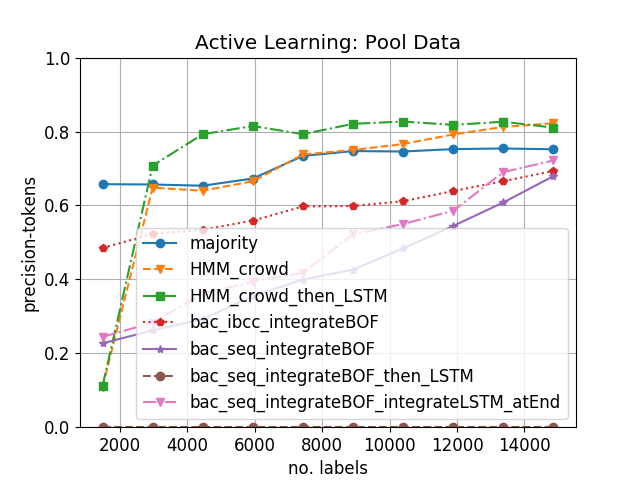 Active Learning: Pool Data
precision-tokens
1.0
0.8
0.6
0.4
0.2
0.0
majority
HMM_crowd
HMM_crowd_then_LSTM
bac_ibcc_integrateBOF
bac_seq_integrateBOF
bac_seq_integrateBOF_then_LSTM
bac_seq_integrateBOF_integrateLSTM_atEnd
2000 4000 6000 8000 10000 12000 14000
no. labels